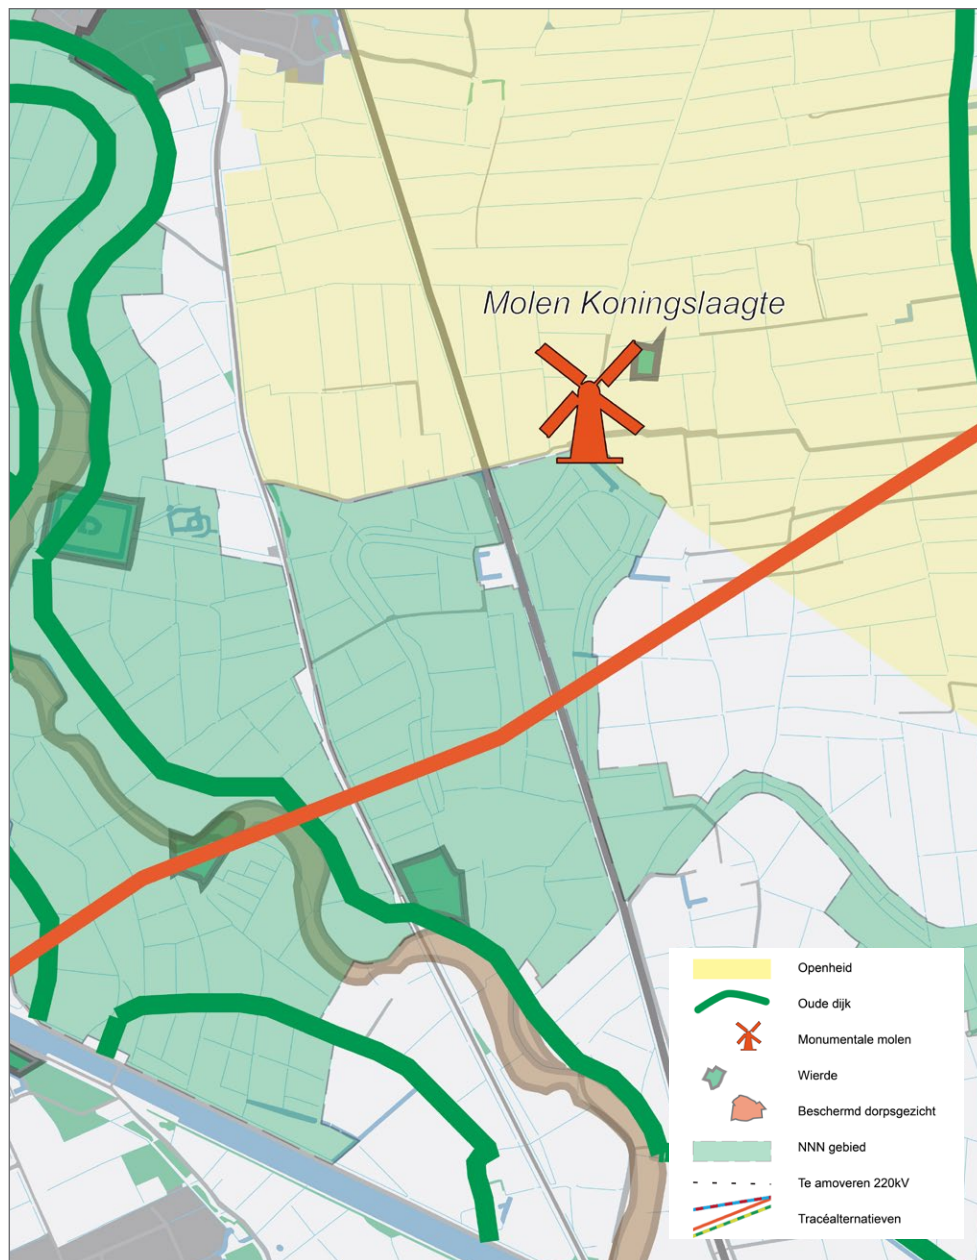 Molen Koningslaagte
Openheid
Oude dijk
Monumentale molen
Wierde
Beschermd dorpsgezicht
NNN gebied
Te amoveren 220kV
Tracéalternatieven